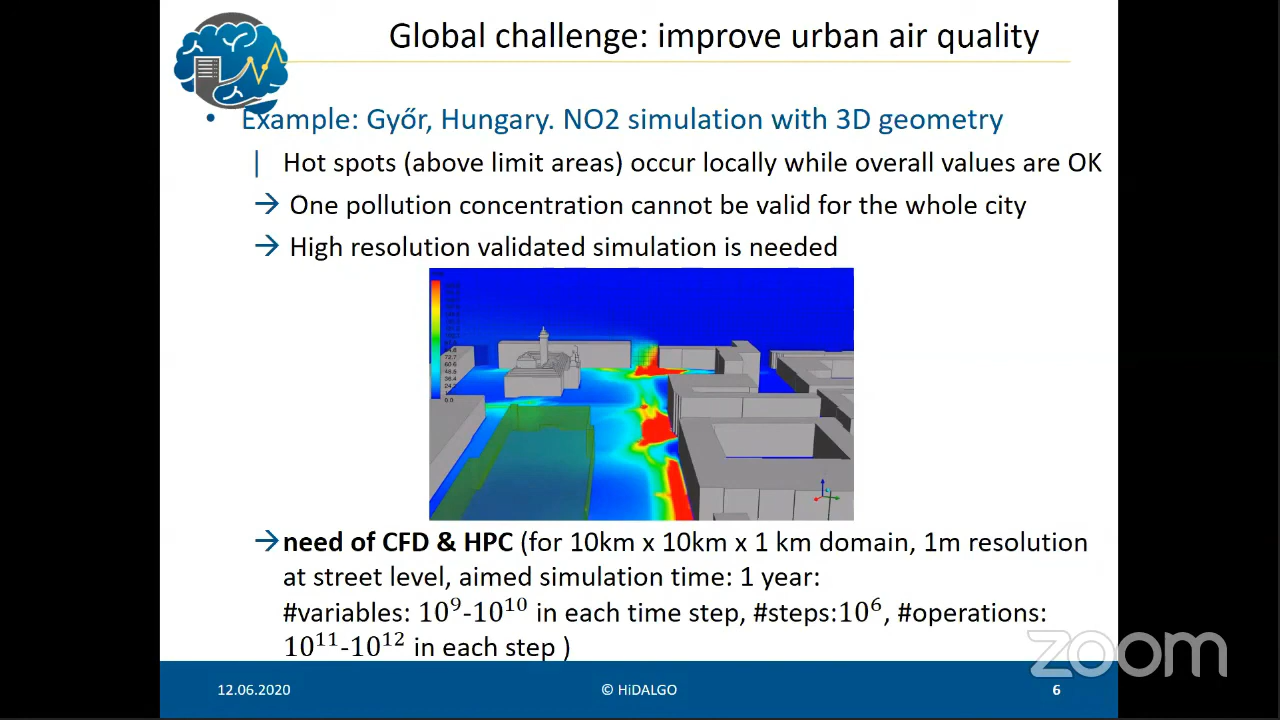 Global challenge: improve urban air quality
• Example: Győr, Hungary. NO2 simulation with 3D geometry
| Hot spots (above limit areas) occur locally while overall values are OK
→ One pollution concentration cannot be valid for the whole city
→ High resolution validated simulation is needed
→ need of CFD & HPC (for 10km x 10km x 1 km domain, 1m resolution
at street level, aimed simulation time: 1 year:
#variables: 10⁹-10¹⁰ in each time step, #steps:10⁶, #operations:
10¹¹-10¹² in each step )
zoom
12.06.2020
© HiDALGO
6